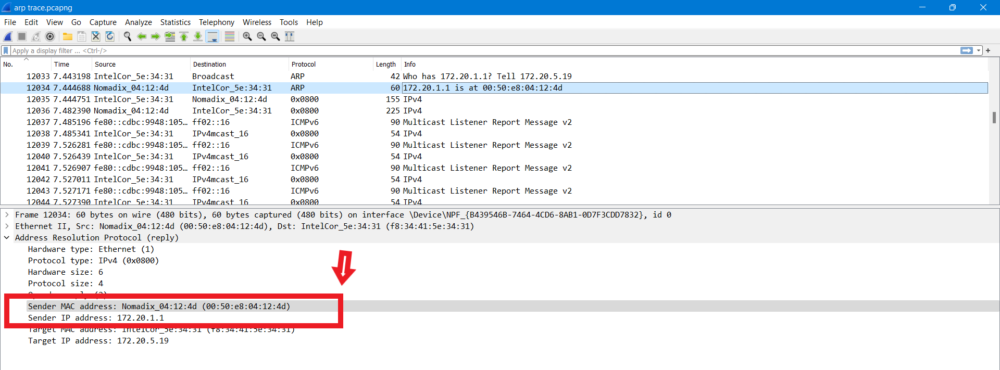 arp trace.pcapng
File Edit View Go Capture Analyze Statistics Telephony Wireless Tools Help
Apply a display filter ... <Ctrl-/>
No. Time Source Destination Protocol Length Info
12033 7.443198 IntelCor_5e:34:31 Broadcast ARP 42 Who has 172.20.1.1? Tell 172.20.5.19
12034 7.444688 Nomadix_04:12:4d IntelCor_5e:34:31 ARP 60 172.20.1.1 is at 00:50:e8:04:12:4d
12035 7.444751 IntelCor_5e:34:31 Nomadix_04:12:4d 0x0800 155 IPv4
12036 7.482390 Nomadix_04:12:4d IntelCor_5e:34:31 0x0800 225 IPv4
12037 7.485196 fe80::cdbc:9948:105… ff02::16 ICMPv6 90 Multicast Listener Report Message v2
12038 7.485341 IntelCor_5e:34:31 IPv4mcast_16 0x0800 54 IPv4
12039 7.526281 fe80::cdbc:9948:105… ff02::16 ICMPv6 90 Multicast Listener Report Message v2
12040 7.526439 IntelCor_5e:34:31 IPv4mcast_16 0x0800 54 IPv4
12041 7.526907 fe80::cdbc:9948:105… ff02::16 ICMPv6 90 Multicast Listener Report Message v2
12042 7.527011 IntelCor_5e:34:31 IPv4mcast_16 0x0800 54 IPv4
12043 7.527171 fe80::cdbc:9948:105… ff02::16 ICMPv6 90 Multicast Listener Report Message v2
12044 7.527390 IntelCor_5e:34:31 IPv4mcast_16 0x0800 54 IPv4
Frame 12034: 60 bytes on wire (480 bits), 60 bytes captured (480 bits) on interface \Device\NPF_{B439546B-7464-4CD6-8AB1-0D7F3CDD7832}, id 0
Ethernet II, Src: Nomadix_04:12:4d (00:50:e8:04:12:4d), Dst: IntelCor_5e:34:31 (f8:34:41:5e:34:31)
Address Resolution Protocol (reply)
Hardware type: Ethernet (1)
Protocol type: IPv4 (0x0800)
Hardware size: 6
Protocol size: 4
Sender MAC address: Nomadix_04:12:4d (00:50:e8:04:12:4d)
Sender IP address: 172.20.1.1
Target MAC address: IntelCor_5e:34:31 (f8:34:41:5e:34:31)
Target IP address: 172.20.5.19